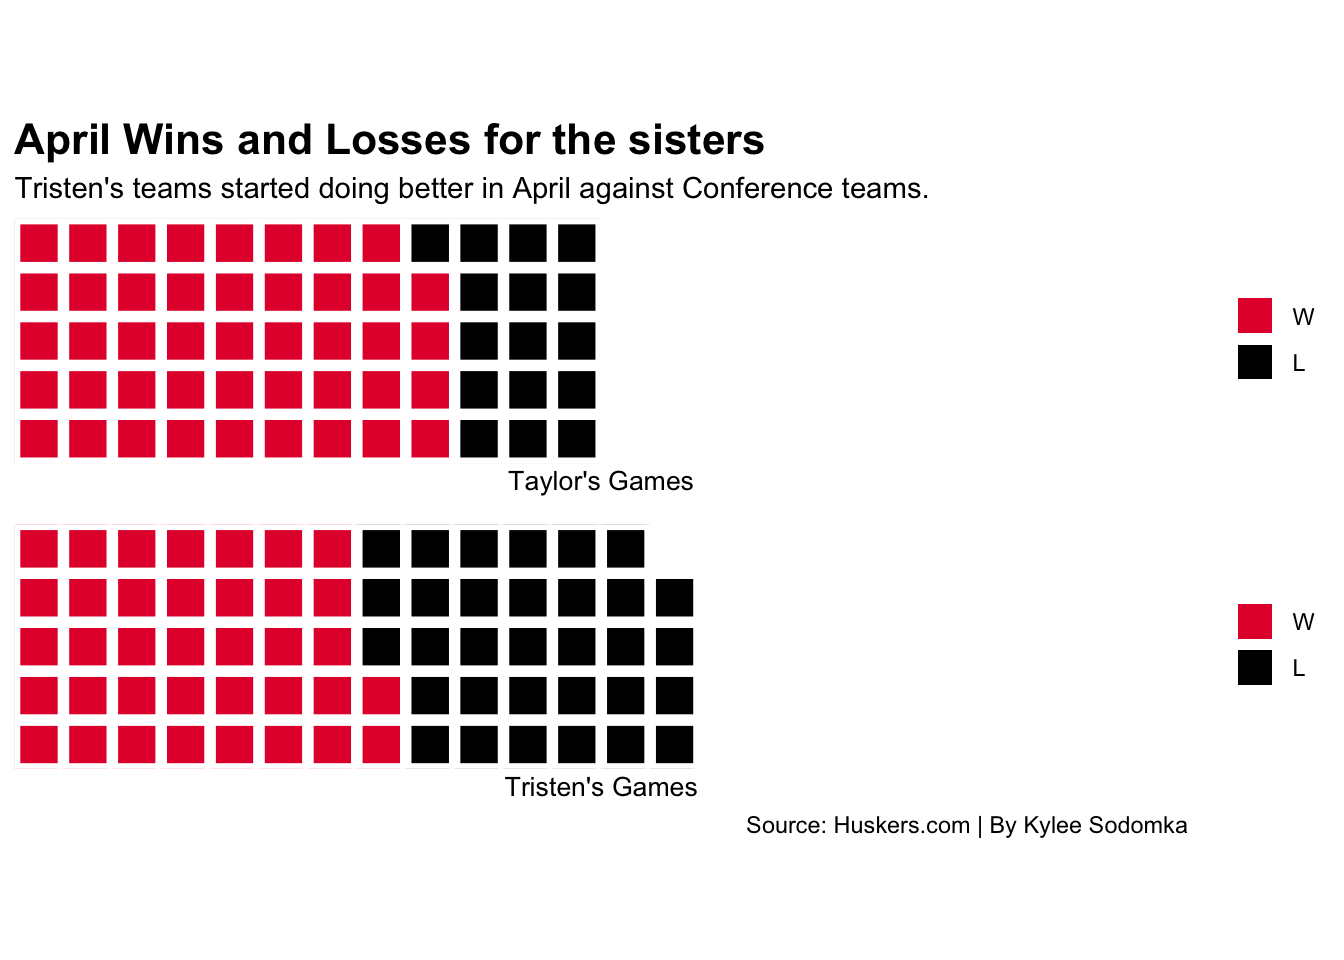 April Wins and Losses for the sisters
Tristen's teams started doing better in April against Conference teams.
W
L
Taylor's Games
W
L
Tristen's Games
Source: Huskers.com | By Kylee Sodomka